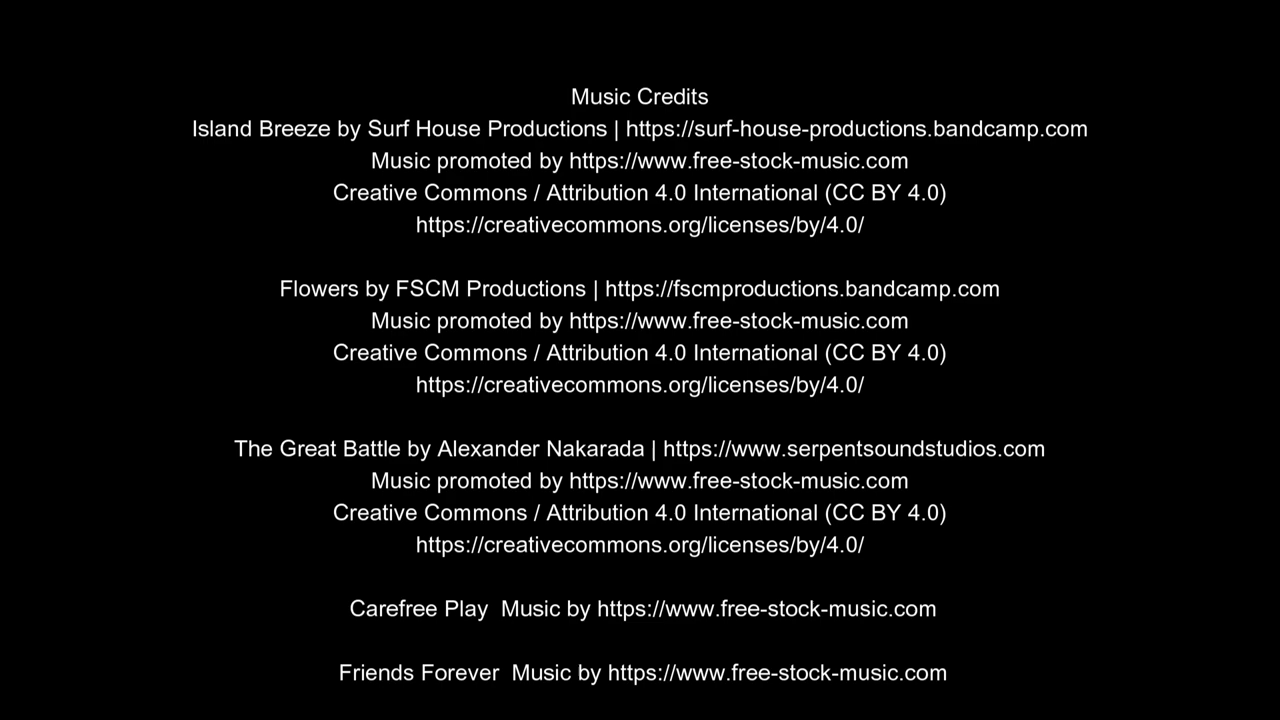 Music Credits
Island Breeze by Surf House Productions | https://surf-house-productions.bandcamp.com
Music promoted by https://www.free-stock-music.com
Creative Commons / Attribution 4.0 International (CC BY 4.0)
https://creativecommons.org/licenses/by/4.0/

Flowers by FSCM Productions | https://fscmproductions.bandcamp.com
Music promoted by https://www.free-stock-music.com
Creative Commons / Attribution 4.0 International (CC BY 4.0)
https://creativecommons.org/licenses/by/4.0/

The Great Battle by Alexander Nakarada | https://www.serpentsoundstudios.com
Music promoted by https://www.free-stock-music.com
Creative Commons / Attribution 4.0 International (CC BY 4.0)
https://creativecommons.org/licenses/by/4.0/

Carefree Play  Music by https://www.free-stock-music.com

Friends Forever  Music by https://www.free-stock-music.com